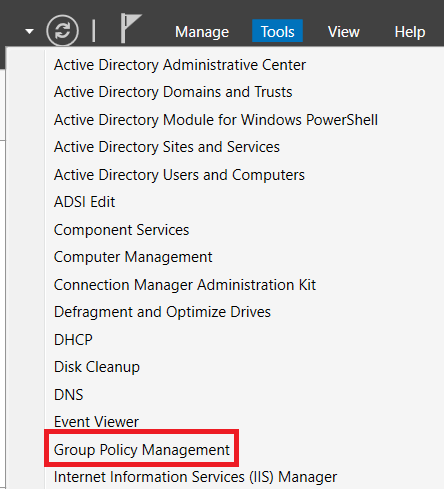 Manage Tools View Help
Active Directory Administrative Center
Active Directory Domains and Trusts
Active Directory Module for Windows PowerShell
Active Directory Sites and Services
Active Directory Users and Computers
ADSI Edit
Component Services
Computer Management
Connection Manager Administration Kit
Defragment and Optimize Drives
DHCP
Disk Cleanup
DNS
Event Viewer
Group Policy Management
Internet Information Services (IIS) Manager